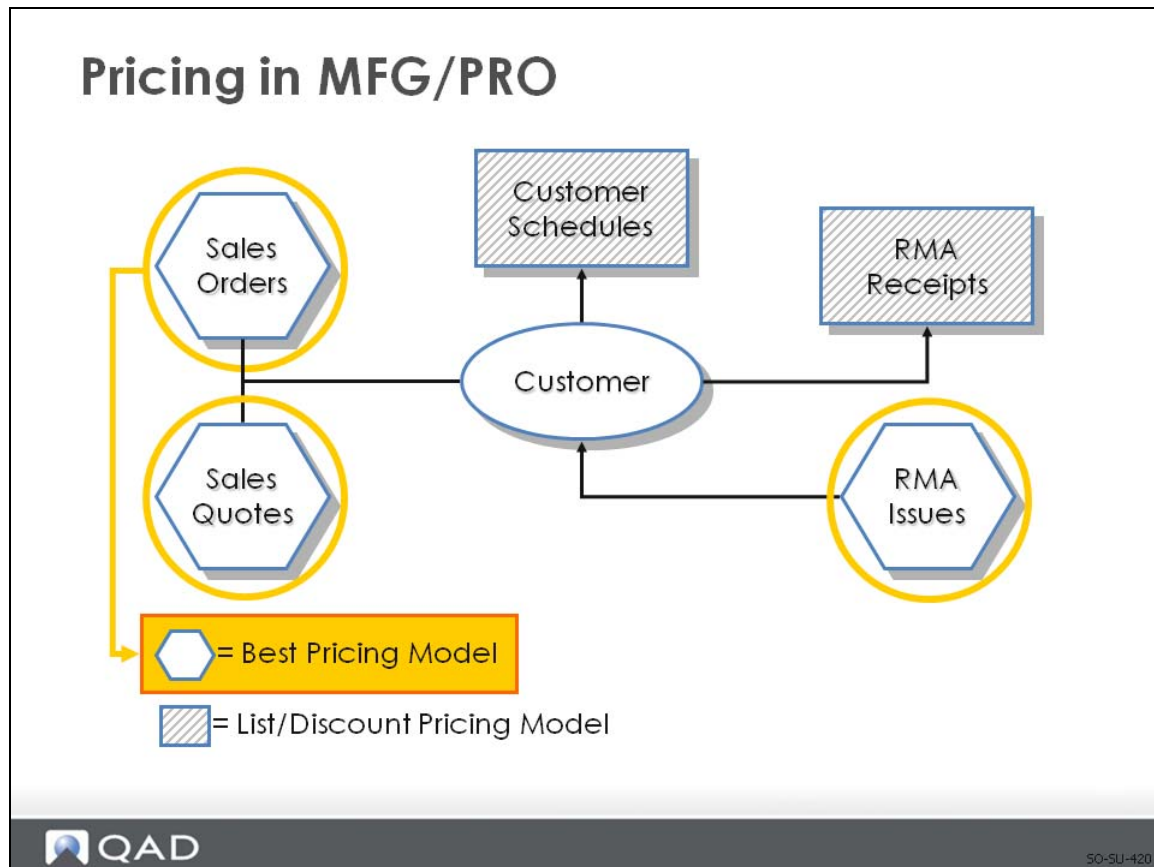 Pricing in MFG/PRO
Customer
Schedules
Sales
Orders
RMA
Receipts
Customer
Sales
Quotes
RMA
Issues
= Best Pricing Model
= List/Discount Pricing Model
QAD
SO-SU-420